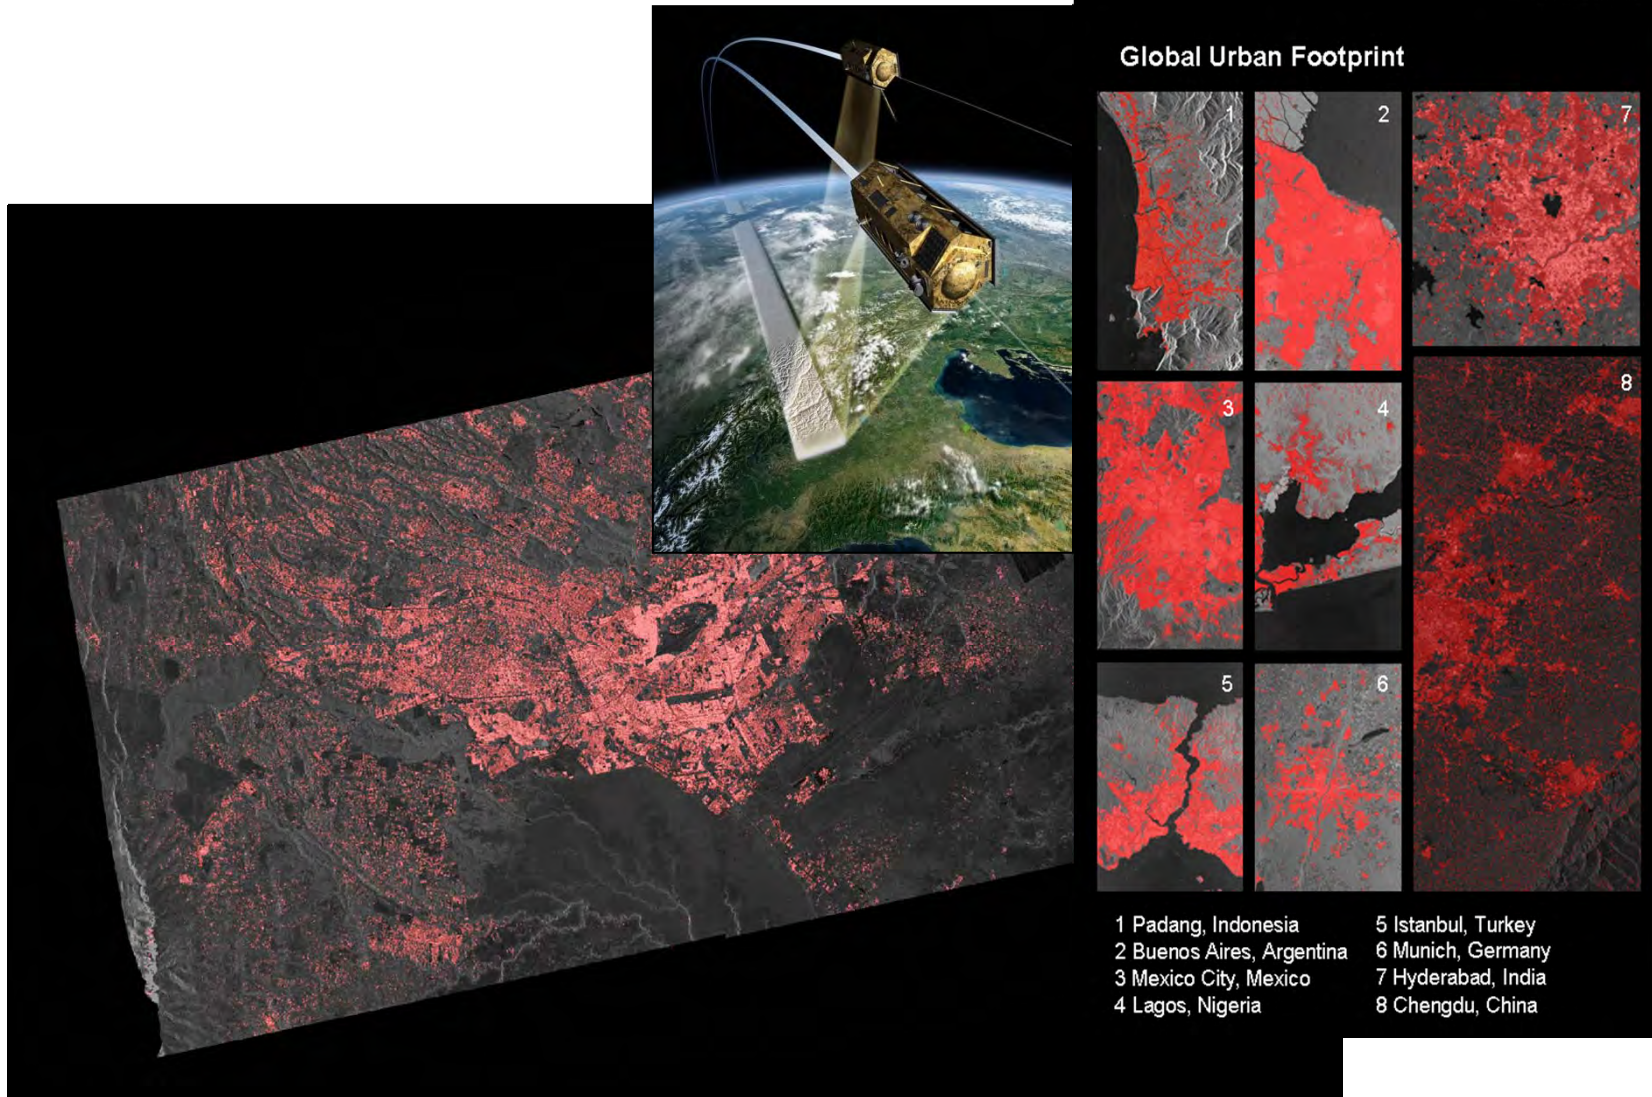 Global Urban Footprint
1
2
7
3
4
8
5
6
1 Padang, Indonesia
2 Buenos Aires, Argentina
3 Mexico City, Mexico
4 Lagos, Nigeria
5 Istanbul, Turkey
6 Munich, Germany
7 Hyderabad, India
8 Chengdu, China